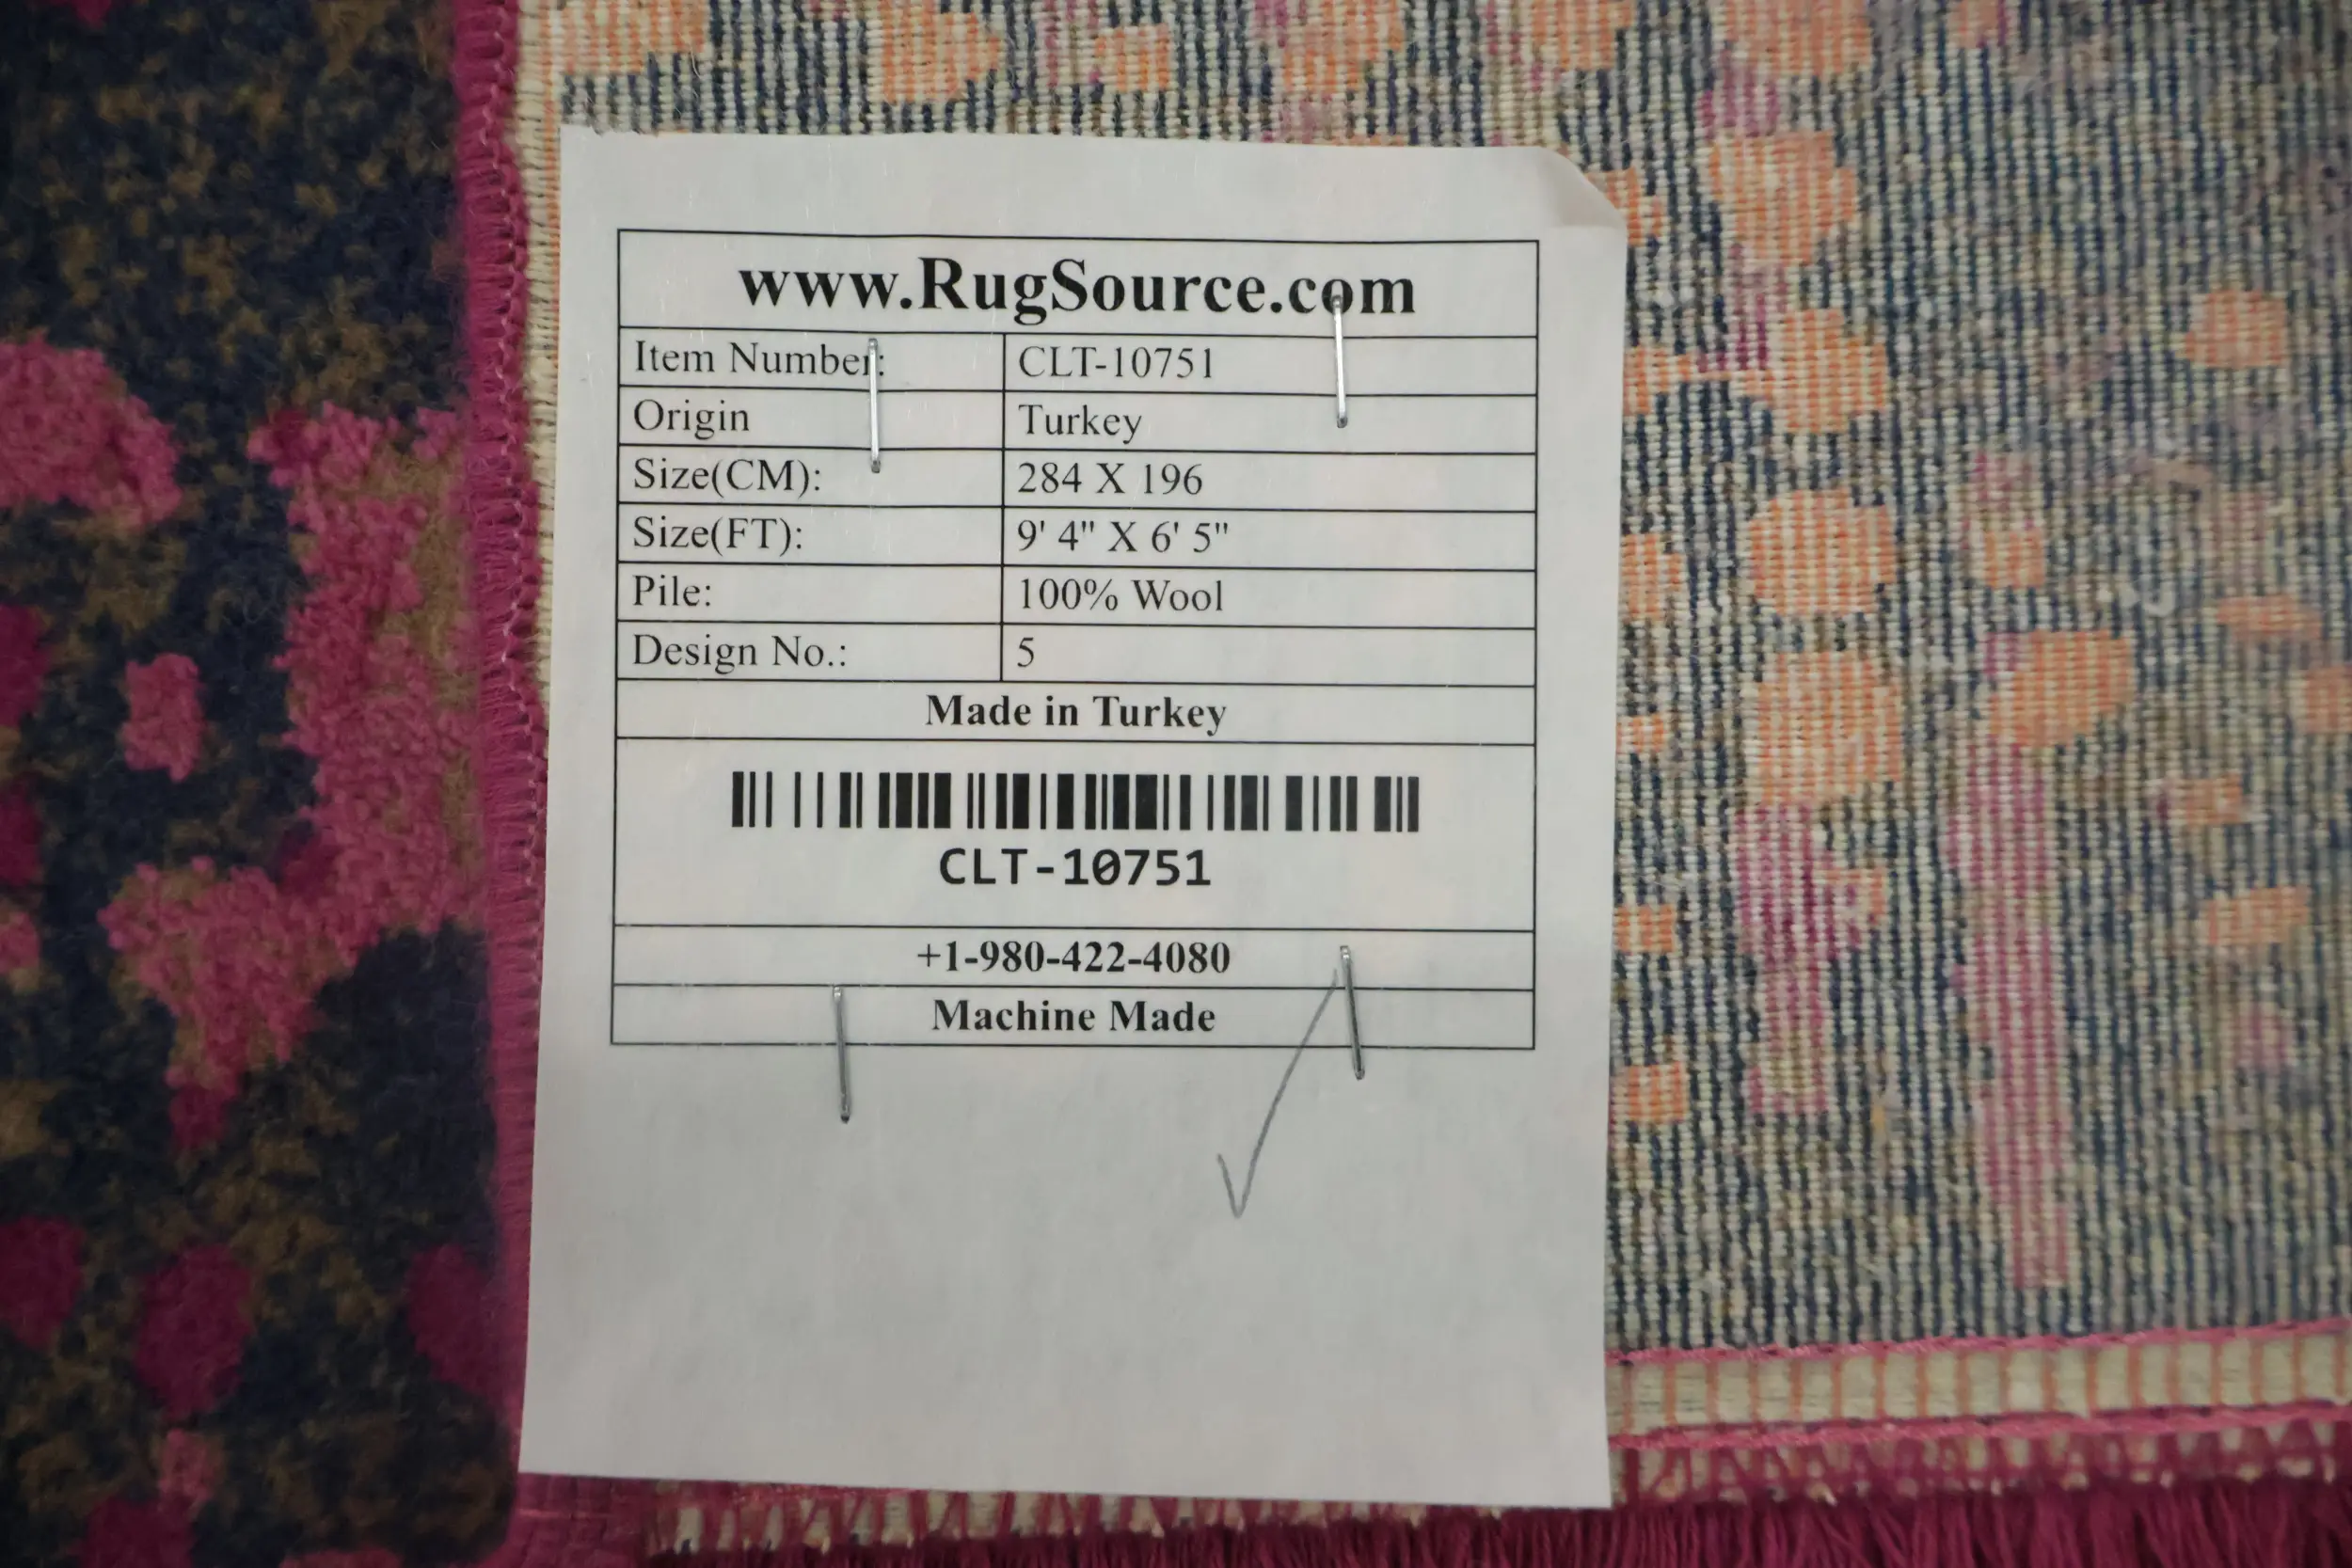 www.RugSource.com
Item Number: CLT-10751
Origin Turkey
Size(CM): 284 X 196
Size(FT): 9' 4" X 6' 5"
Pile: 100% Wool
Design No.: 5
Made in Turkey
CLT-10751
+1-980-422-4080
Machine Made